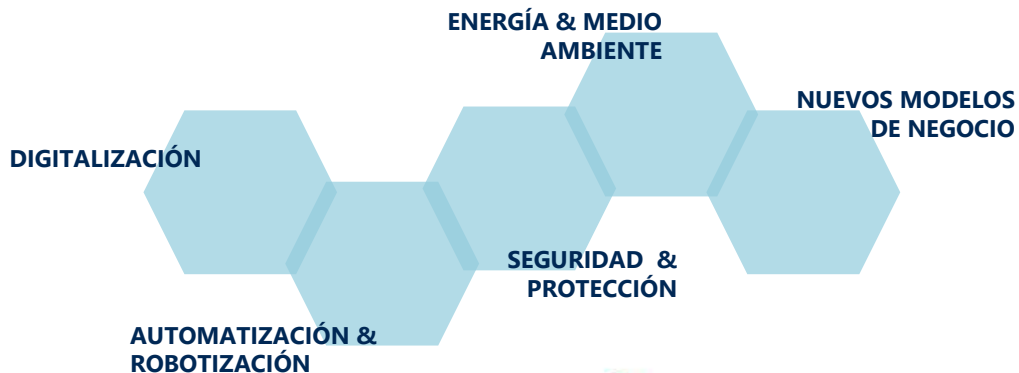 ENERGÍA & MEDIO
AMBIENTE
NUEVOS MODELOS
DE NEGOCIO
DIGITALIZACIÓN
SEGURIDAD &
PROTECCIÓN
AUTOMATIZACIÓN &
ROBOTIZACIÓN